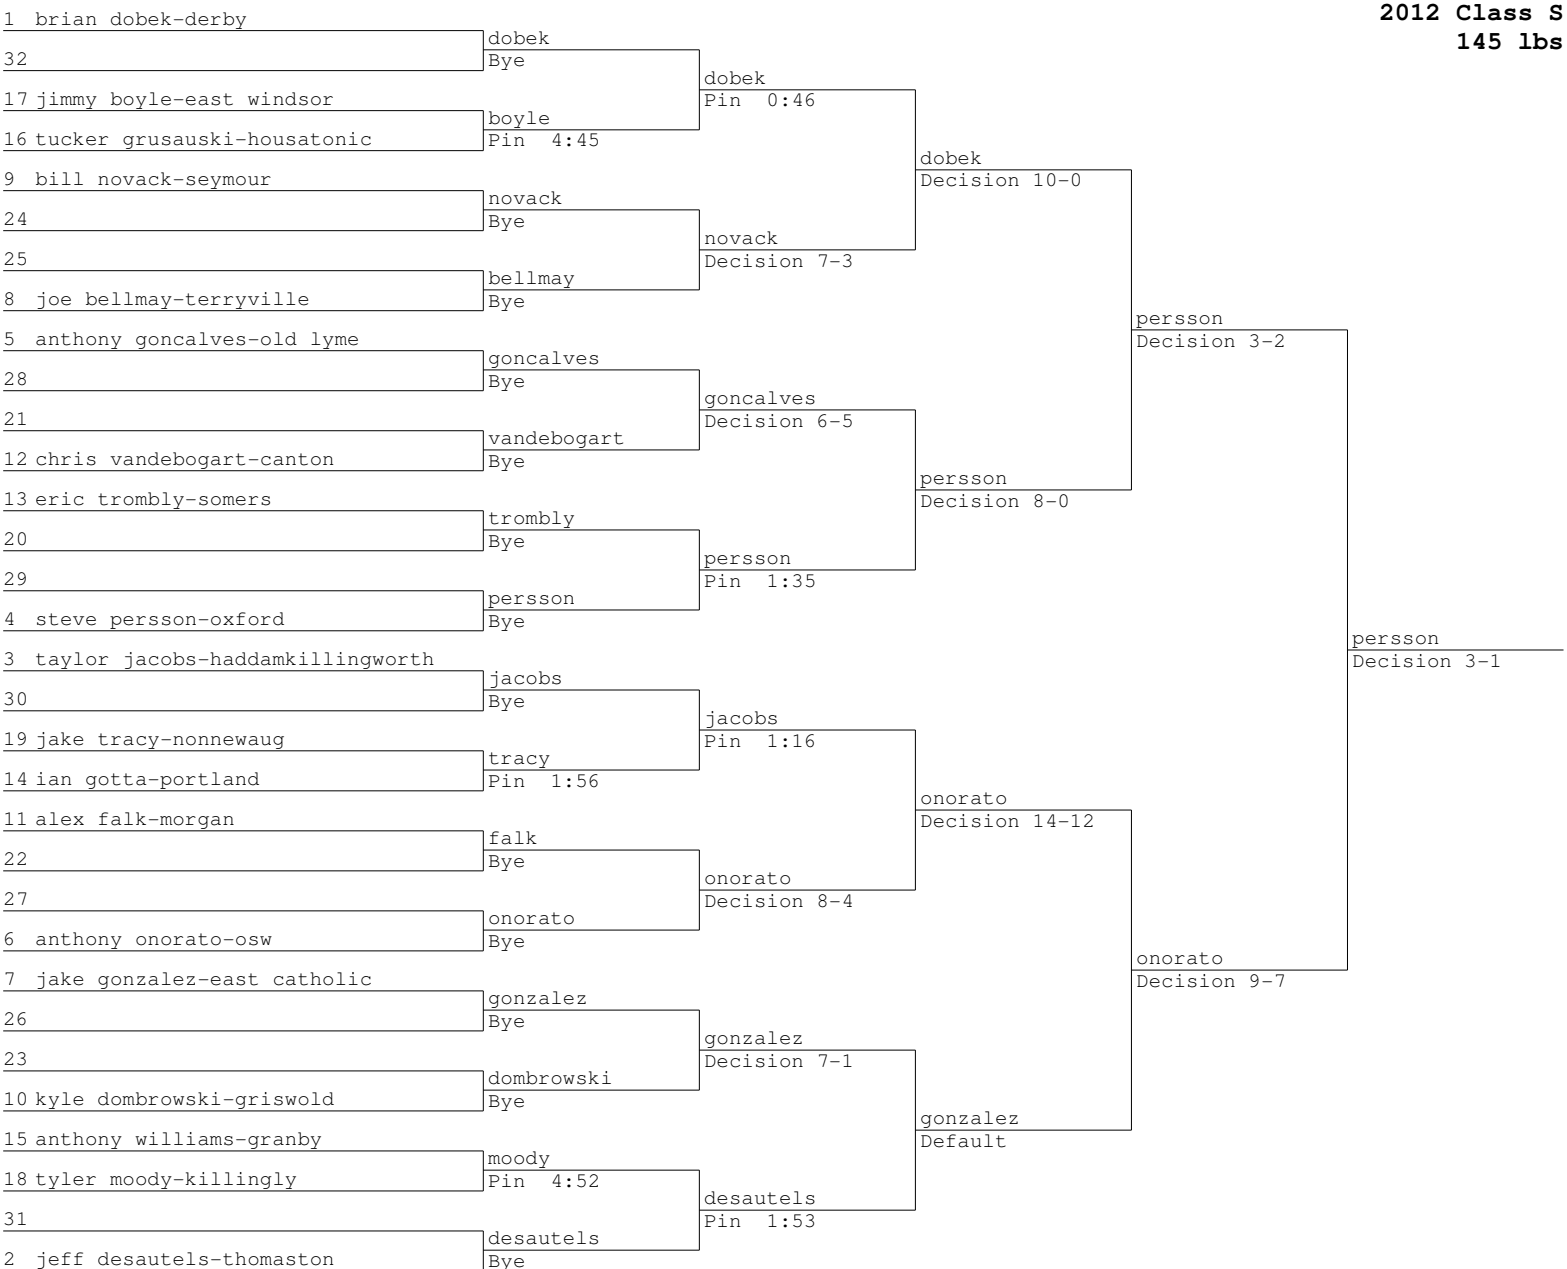 2012 Class S
145 lbs
1 brian dobek-derby
32
17 jimmy boyle-east windsor
16 tucker grusauski-housatonic
9 bill novack-seymour
24
25
8 joe bellmay-terryville
5 anthony goncalves-old lyme
28
21
12 chris vandebogart-canton
13 eric trombly-somers
20
29
4 steve persson-oxford
3 taylor jacobs-haddamkillingworth
30
19 jake tracy-nonnewaug
14 ian gotta-portland
11 alex falk-morgan
22
27
6 anthony onorato-osw
7 jake gonzalez-east catholic
26
23
10 kyle dombrowski-griswold
15 anthony williams-granby
18 tyler moody-killingly
31
2 jeff desautels-thomaston
dobek
Bye
boyle
Pin 4:45
novack
Bye
bellmay
Bye
goncalves
Bye
vandebogart
Bye
trombly
Bye
persson
Bye
jacobs
Bye
tracy
Pin 1:56
falk
Bye
onorato
Bye
gonzalez
Bye
dombrowski
Bye
moody
Pin 4:52
desautels
Bye
dobek
Pin 0:46
novack
Decision 7-3
goncalves
Decision 6-5
persson
Pin 1:35
jacobs
Pin 1:16
onorato
Decision 8-4
gonzalez
Decision 7-1
desautels
Pin 1:53
dobek
Decision 10-0
persson
Decision 8-0
onorato
Decision 14-12
gonzalez
Default
persson
Decision 3-2
onorato
Decision 9-7
persson
Decision 3-1